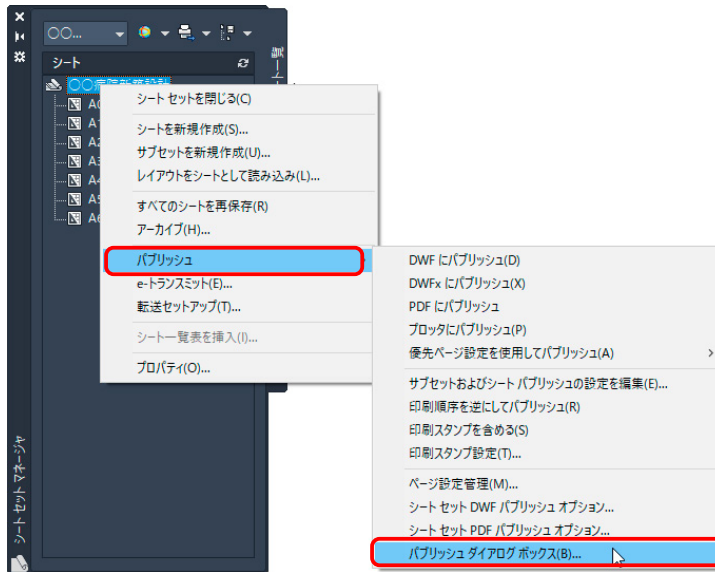 〇〇...
シート
〇〇病院新築設計
シート セットを閉じる(C)
シートを新規作成(S)...
サブセットを新規作成(U)...
レイアウトをシートとして読み込み(L)...
すべてのシートを再保存(R)
アーカイブ(H)...
パブリッシュ
e-トランスミット(E)...
転送セットアップ(T)...
シート一覧表を挿入(I)...
プロパティ(O)...
DWF にパブリッシュ(D)
DWFx にパブリッシュ(X)
PDF にパブリッシュ
プロッタにパブリッシュ(P)
優先ページ設定を使用してパブリッシュ(A)
サブセットおよびシート パブリッシュの設定を編集(E)...
印刷順序を逆にしてパブリッシュ(R)
印刷スタンプを含める(S)
印刷スタンプ設定(T)...
ページ設定管理(M)...
シート セット DWF パブリッシュ オプション...
シート セット PDF パブリッシュ オプション...
パブリッシュ ダイアログ ボックス(B)...
シート セット マネージャ